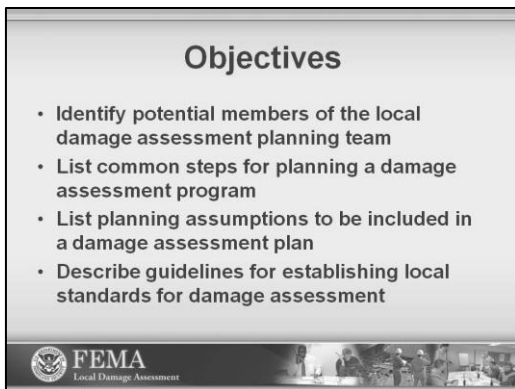 Objectives
• Identify potential members of the local
damage assessment planning team
• List common steps for planning a damage
assessment program
• List planning assumptions to be included in
a damage assessment plan
• Describe guidelines for establishing local
standards for damage assessment
FEMA
Local Damage Assessment